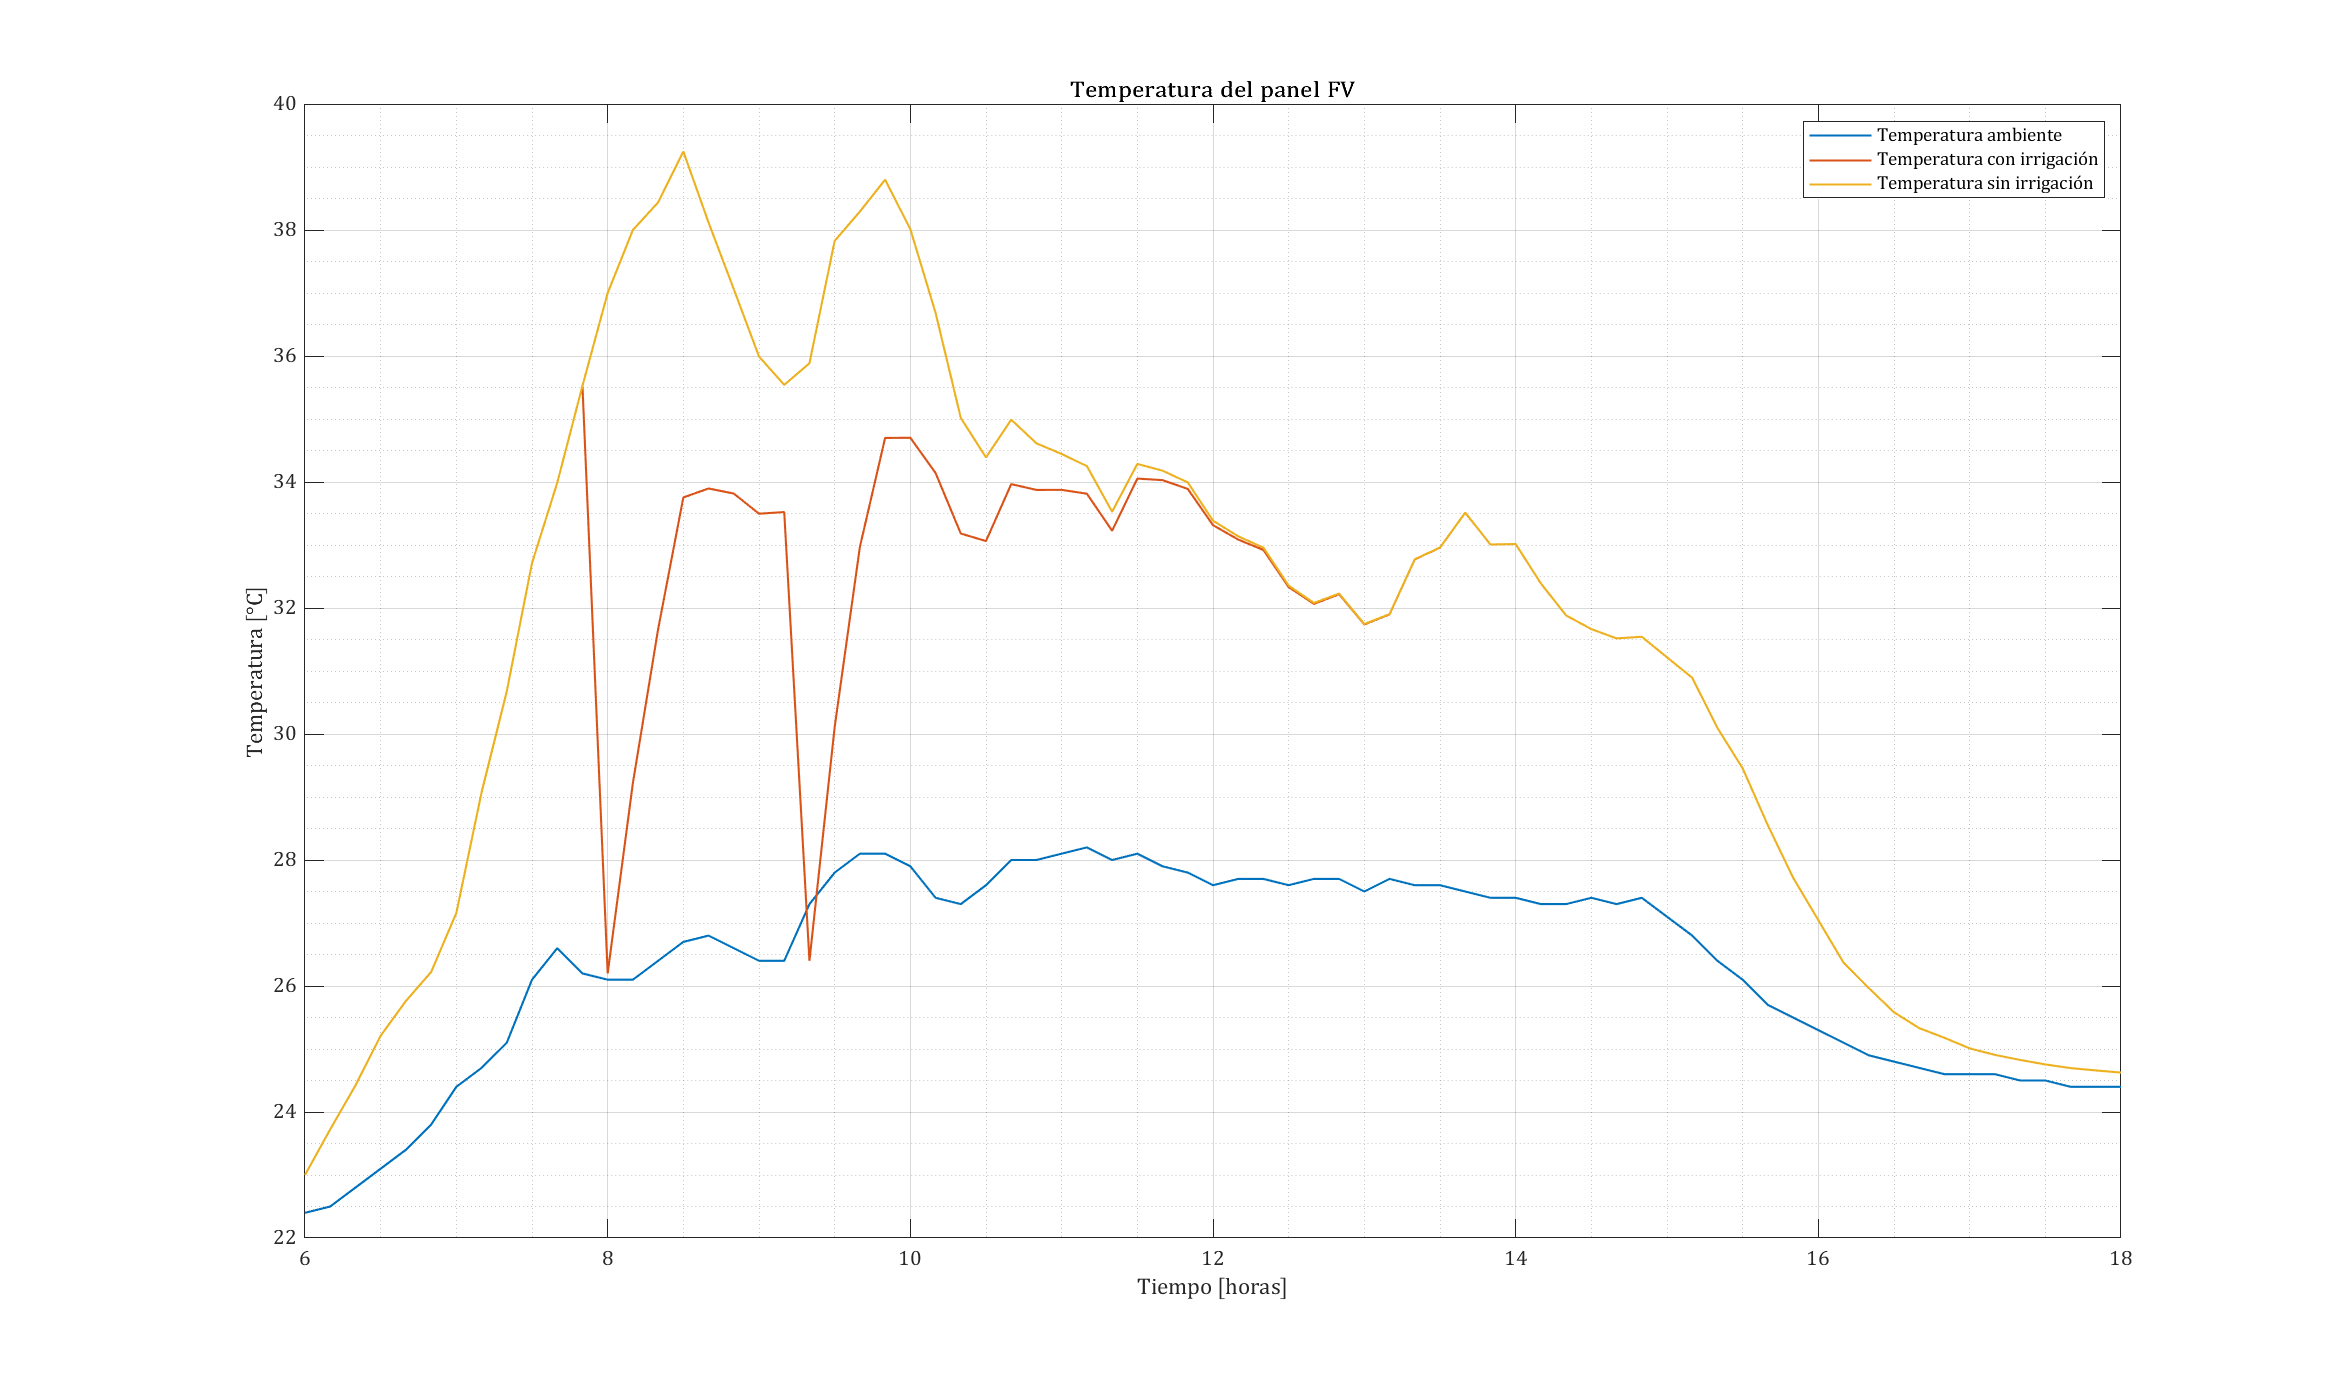 Temperatura del panel FV
Temperatura ambiente
Temperatura con irrigación
Temperatura sin irrigación
Temperatura [°C]
40
38
36
34
32
30
28
26
24
22
6 8 10 12 14 16 18
Tiempo [horas]